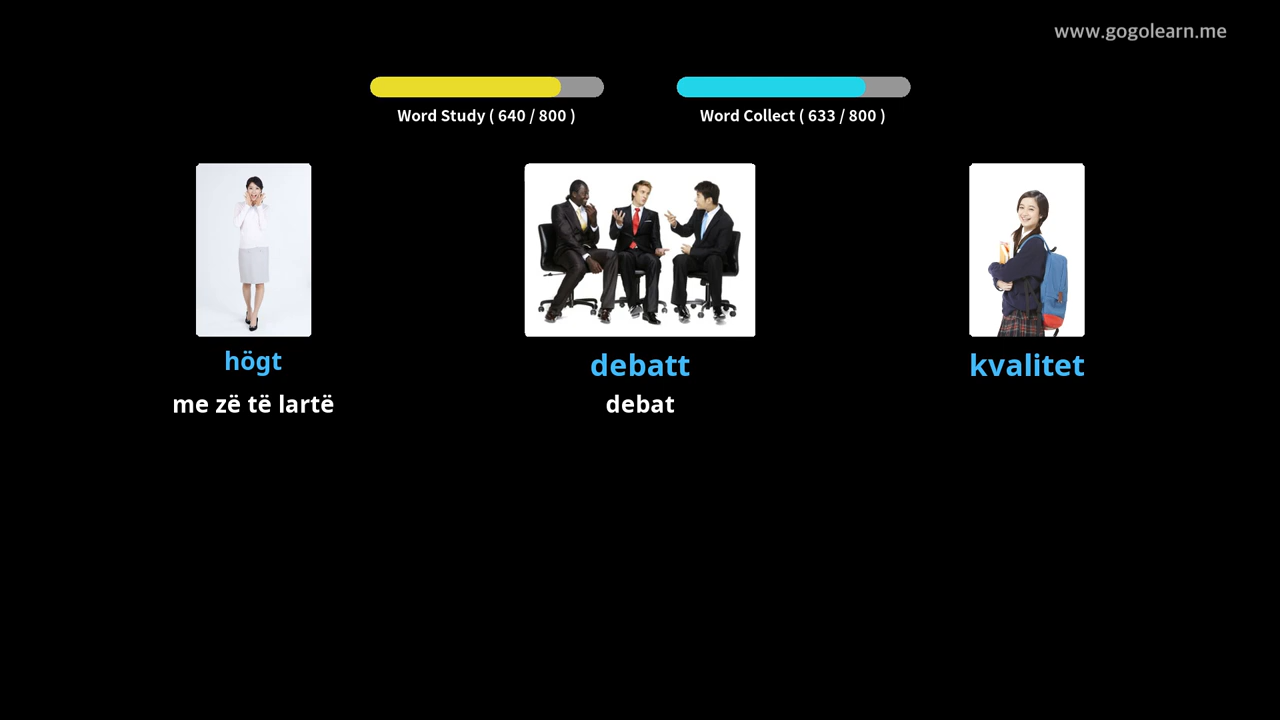 www.gogolearn.me
Word Study ( 640 / 800 )
Word Collect ( 633 / 800 )
högt
debatt
kvalitet
me zë të lartë
debat